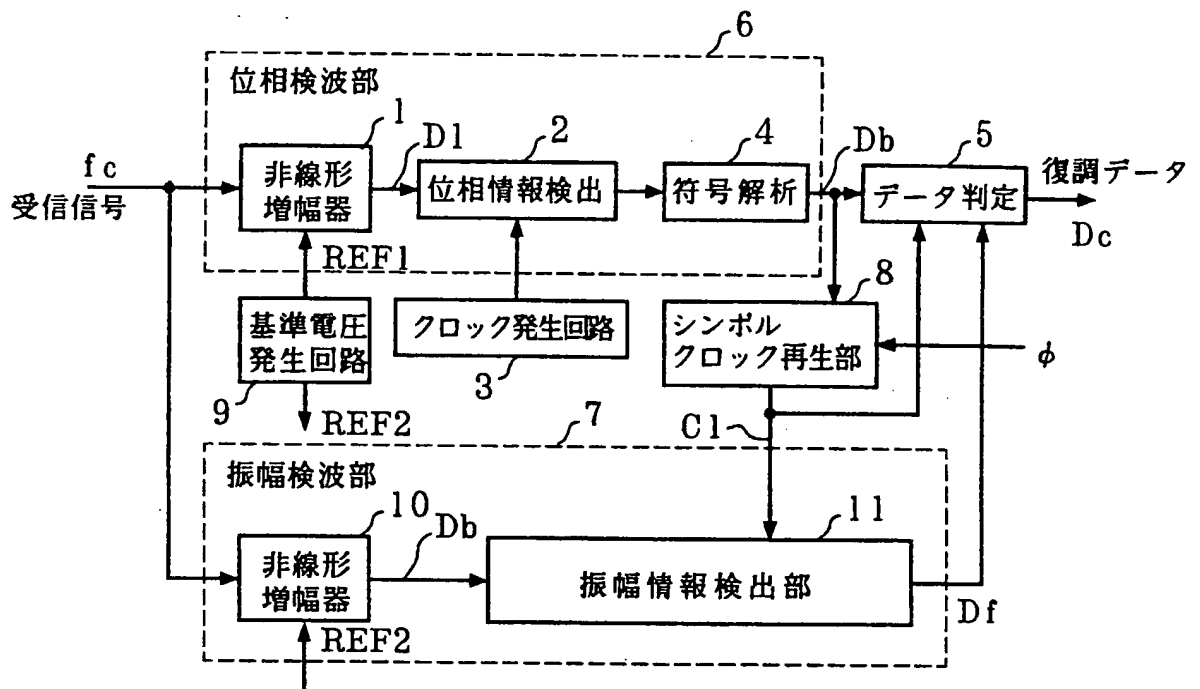 6
位相検波部
1
D1
2
4
Db
5
fc
受信信号
非線形
増幅器
位相情報検出
符号解析
データ判定
復調データ
Dc
REF1
8
基準電圧
発生回路
クロック発生回路
シンボル
クロック再生部
φ
9
3
REF2
7
C1
振幅検波部
10
Db
11
非線形
増幅器
振幅情報検出部
Df
REF2